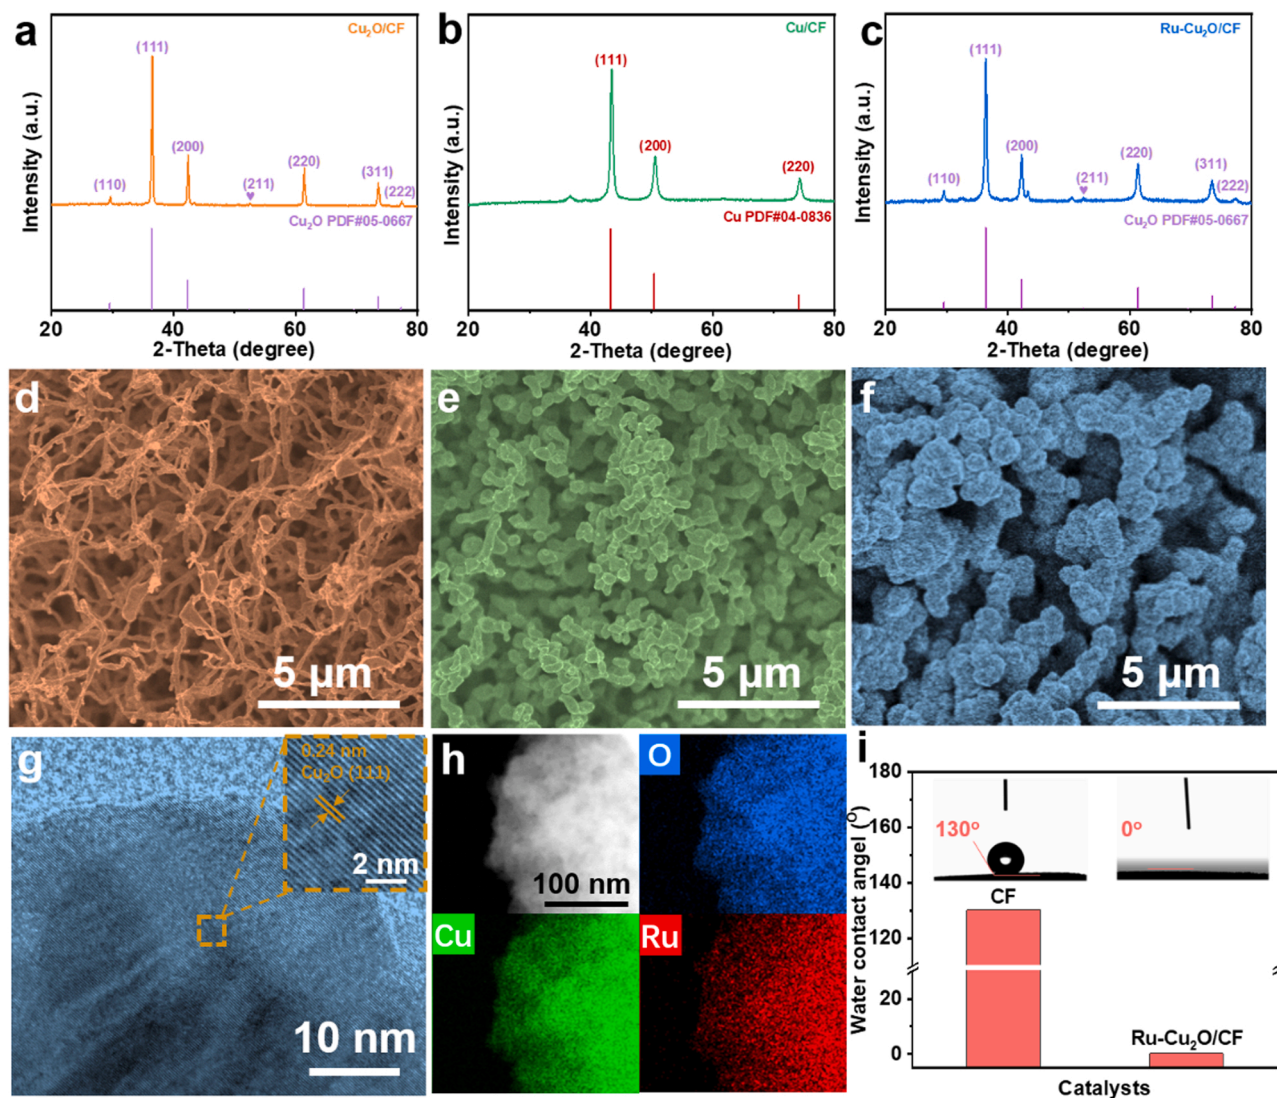 a
Cu₂O/CF
(111)
(200)
(220)
(110)
(211)
♥
(311)
(222)
Cu₂O PDF#05-0667
Intensity (a.u.)
20 40 60 80
2-Theta (degree)
b
Cu/CF
(111)
(200)
(220)
Cu PDF#04-0836
Intensity (a.u.)
20 40 60 80
2-Theta (degree)
c
Ru-Cu₂O/CF
(111)
(200)
(220)
(110)
(211)
♥
(311)
(222)
Cu₂O PDF#05-0667
Intensity (a.u.)
20 40 60 80
2-Theta (degree)
d
5 μm
e
5 μm
f
5 μm
g
0.24 nm
Cu₂O (111)
2 nm
10 nm
h
100 nm
O
Cu
Ru
i
180
160
140
120
20
0
Water contact angel (°)
130°
0°
CF
Ru-Cu₂O/CF
Catalysts